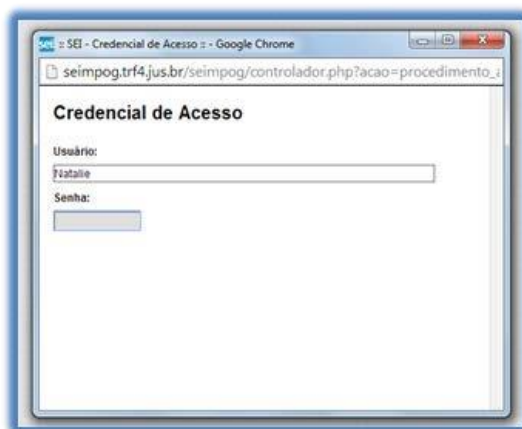 sei :: SEI - Credencial de Acesso :: - Google Chrome
seimpog.trf4.jus.br/seimpog/controlador.php?acao=procedimento_a
Credencial de Acesso
Usuário:
Natalie
Senha: